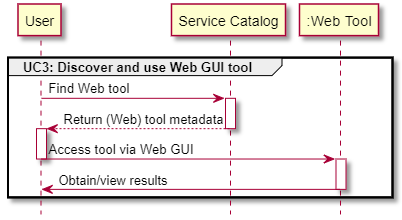 User
Service Catalog
:Web Tool
UC3: Discover and use Web GUI tool
Find Web tool
Return (Web) tool metadata
Access tool via Web GUI
Obtain/view results